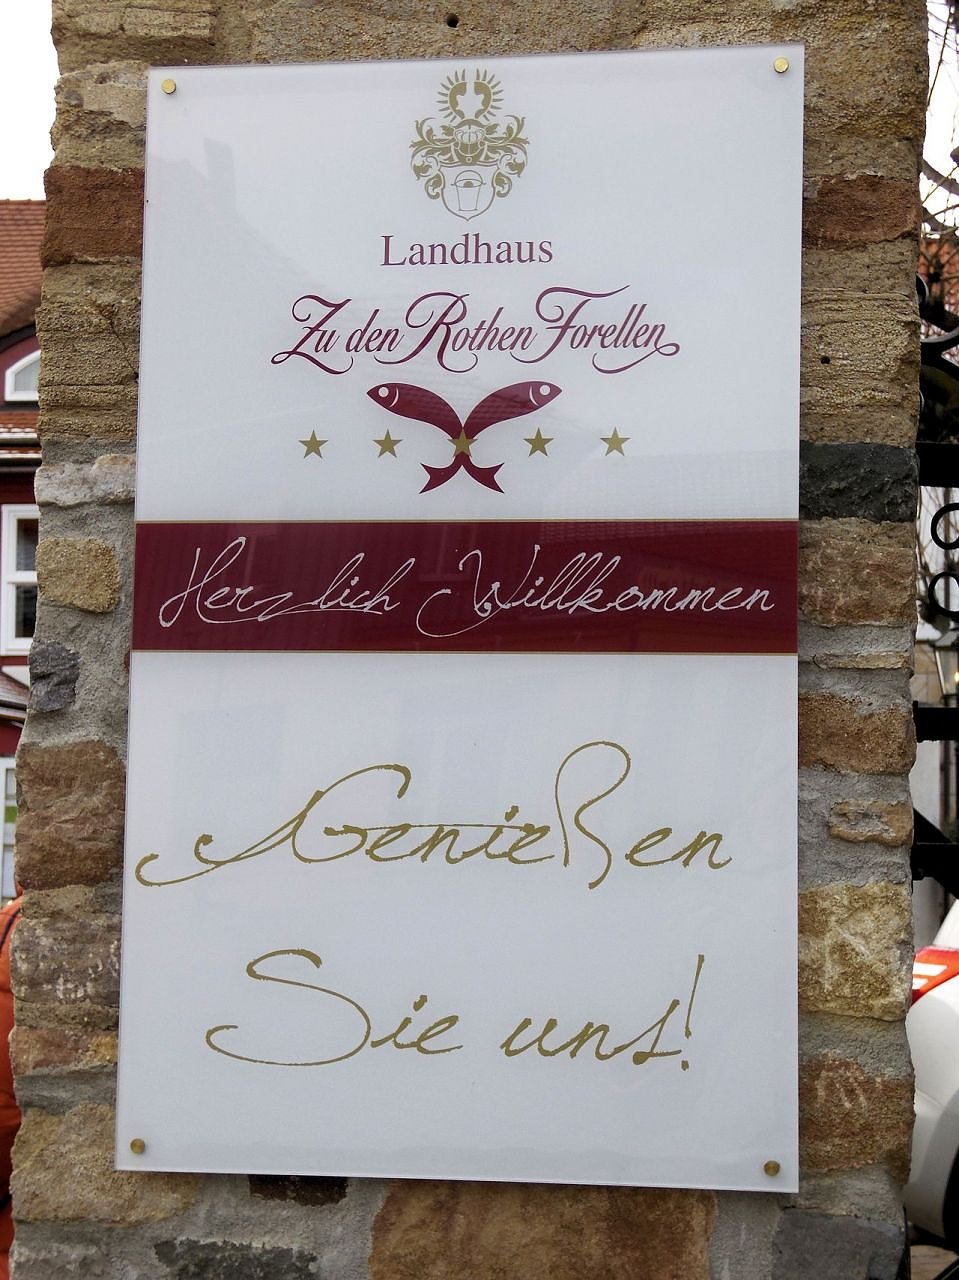 Landhaus
Zu den Rothen Forellen
Herzlich Willkommen
Genießen
Sie uns!